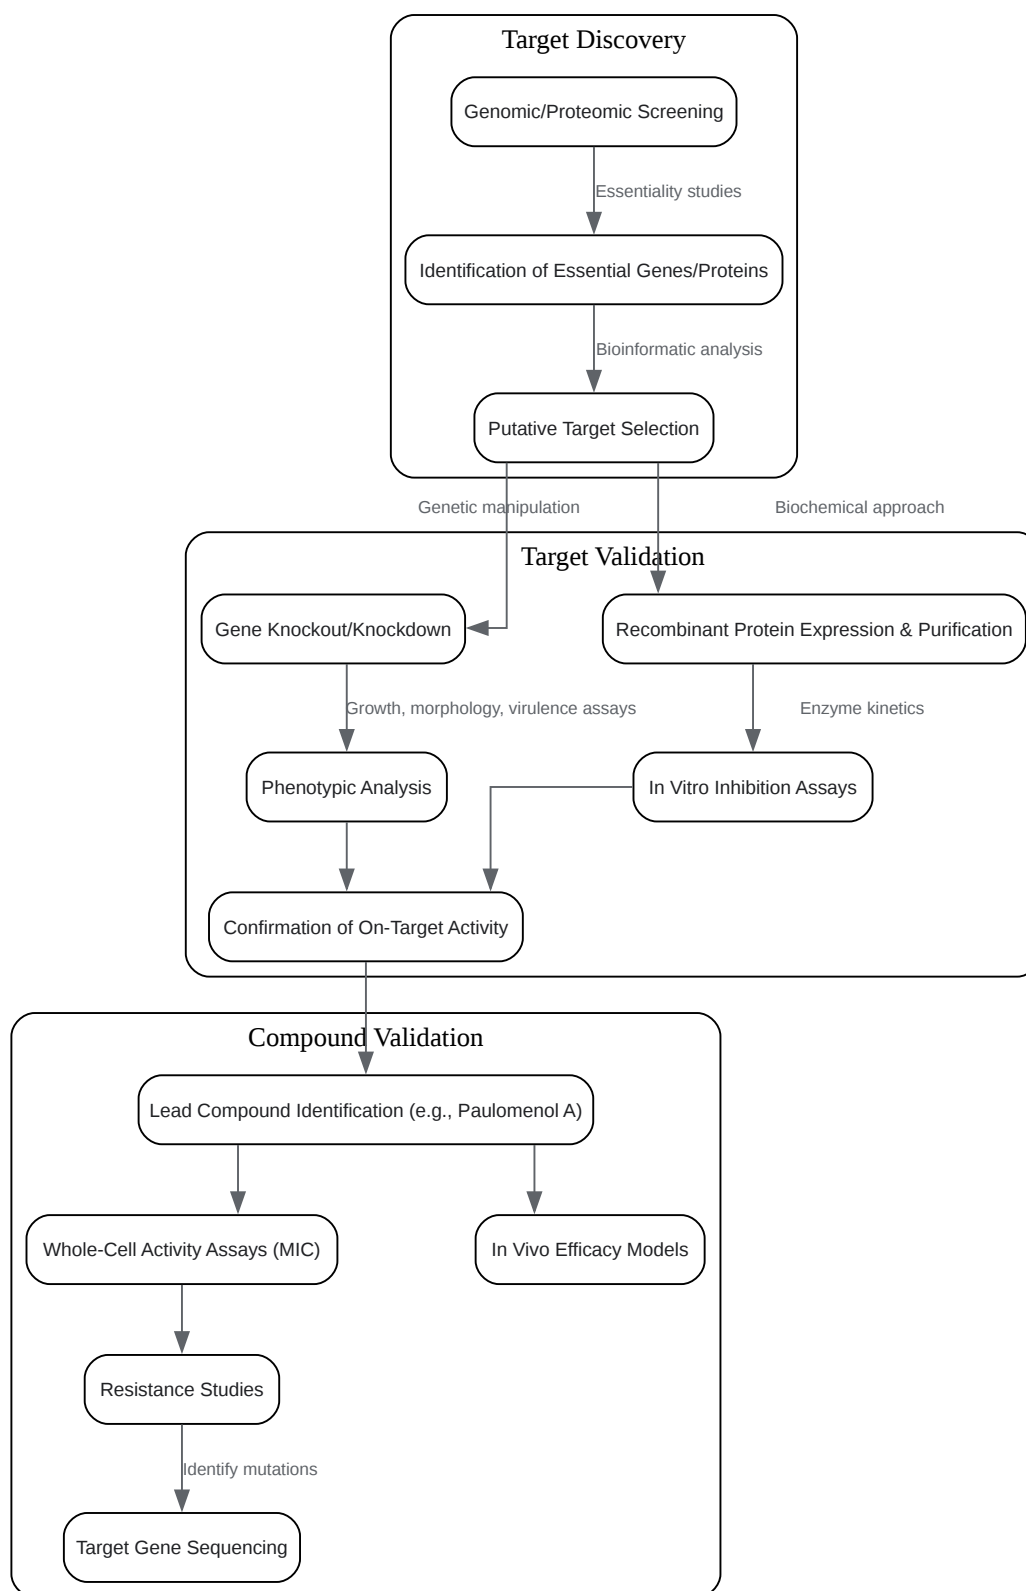 Target Discovery
Genomic/Proteomic Screening
Essentiality studies
Identification of Essential Genes/Proteins
Bioinformatic analysis
Putative Target Selection
Genetic manipulation
Biochemical approach
Target Validation
Gene Knockout/Knockdown
Recombinant Protein Expression & Purification
Growth, morphology, virulence assays
Enzyme kinetics
Phenotypic Analysis
In Vitro Inhibition Assays
Confirmation of On-Target Activity
Compound Validation
Lead Compound Identification (e.g., Paulomenol A)
Whole-Cell Activity Assays (MIC)
In Vivo Efficacy Models
Resistance Studies
Identify mutations
Target Gene Sequencing